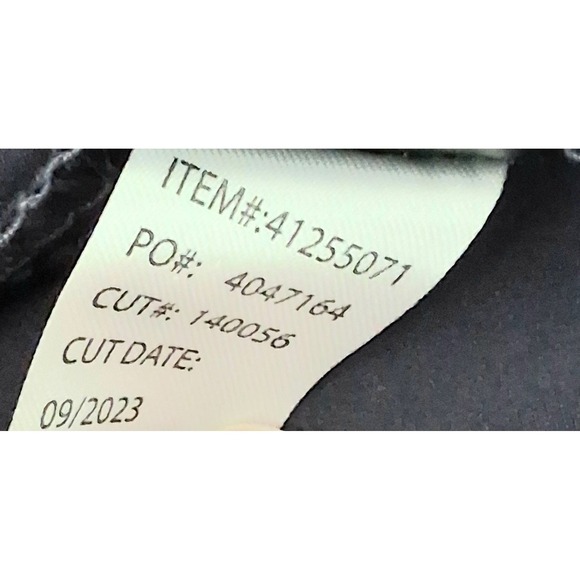 ITEM#:41255071
PO#: 4047164
CUT#: 140056
CUT DATE:
09/2023